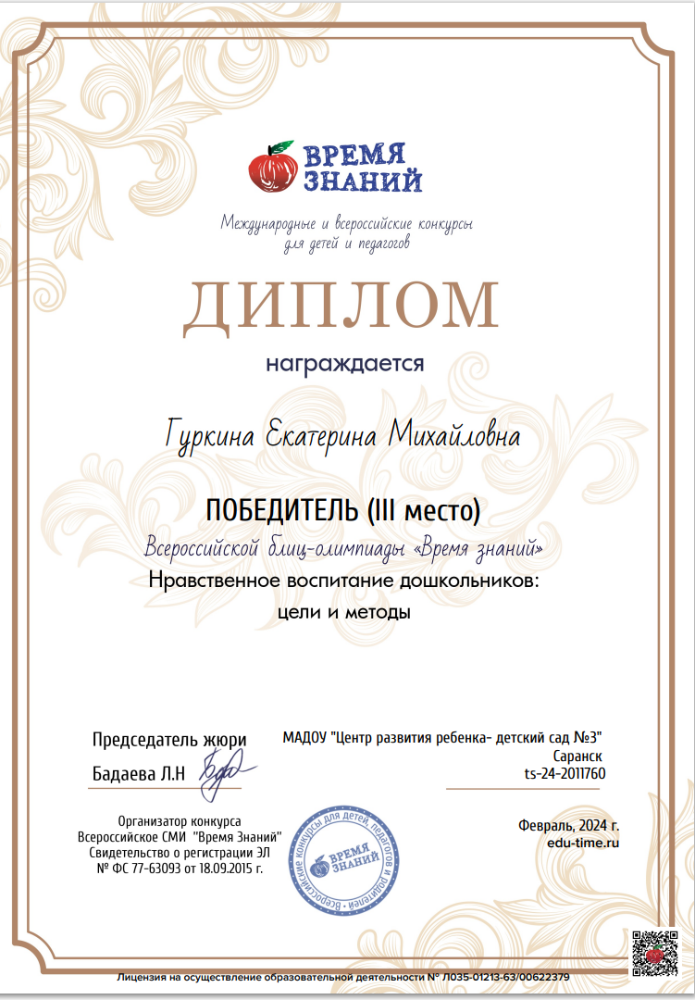 ВРЕМЯ
ЗНАНИЙ
Международные и всероссийские конкурсы
для детей и педагогов
ДИПЛОМ
награждается
Гуркина Екатерина Михайловна
ПОБЕДИТЕЛЬ (III место)
Всероссийской блиц-олимпиады «Время знаний»
Нравственное воспитание дошкольников:
цели и методы
Председатель жюри
Бадаева Л.Н
МАДОУ "Центр развития ребенка- детский сад №3"
Саранск
ts-24-2011760
Организатор конкурса
Всероссийское СМИ "Время Знаний"
Свидетельство о регистрации ЭЛ
№ ФС 77-63093 от 18.09.2015 г.
Всероссийские конкурсы для детей, педагогов и родителей
ВРЕМЯ
ЗНАНИЙ
Февраль, 2024 г.
edu-time.ru
Лицензия на осуществление образовательной деятельности № Л035-01213-63/00622379